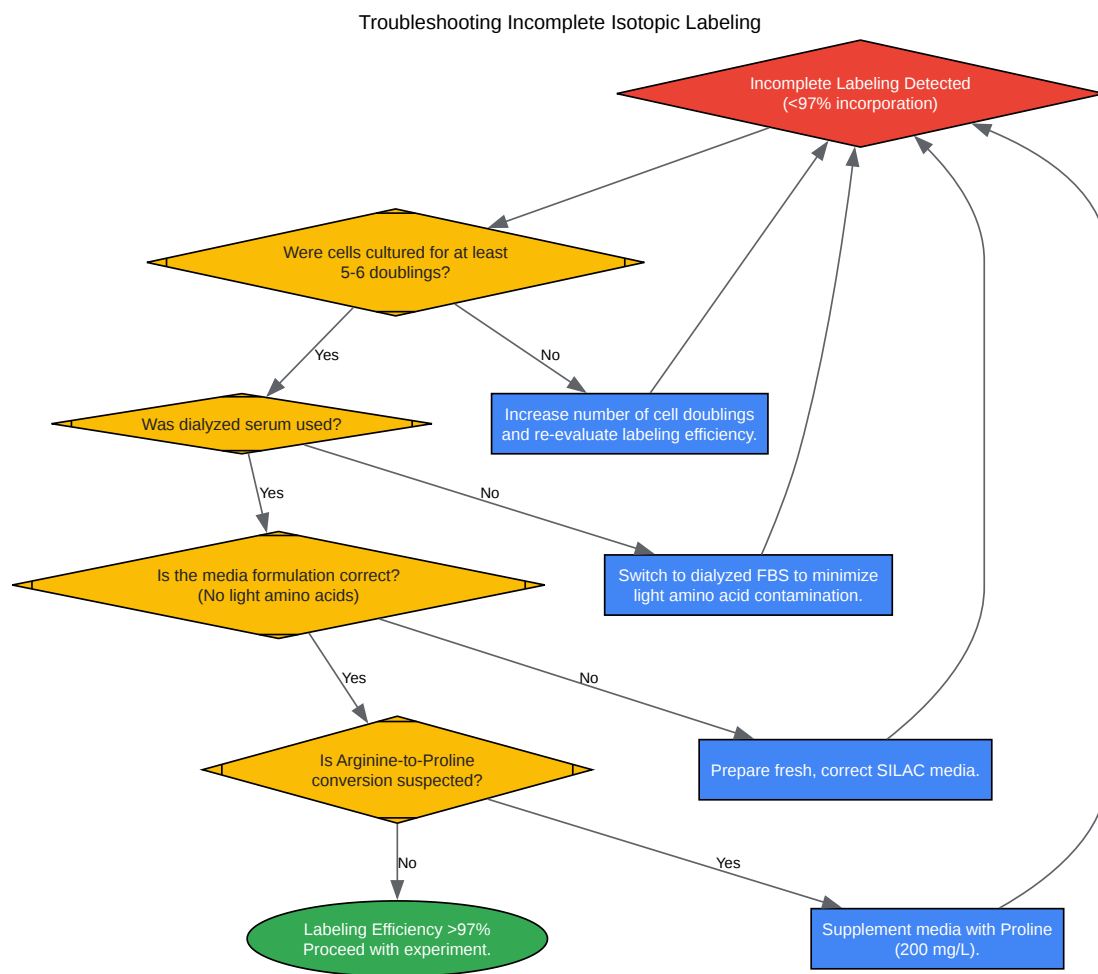 Troubleshooting Incomplete Isotopic Labeling
Incomplete Labeling Detected
(<97% incorporation)
Were cells cultured for at least
5-6 doublings?
Yes
No
Increase number of cell doublings
and re-evaluate labeling efficiency.
Was dialyzed serum used?
Yes
No
Switch to dialyzed FBS to minimize
light amino acid contamination.
Is the media formulation correct?
(No light amino acids)
Yes
No
Prepare fresh, correct SILAC media.
Is Arginine-to-Proline
conversion suspected?
No
Yes
Labeling Efficiency >97%
Proceed with experiment.
Supplement media with Proline
(200 mg/L).